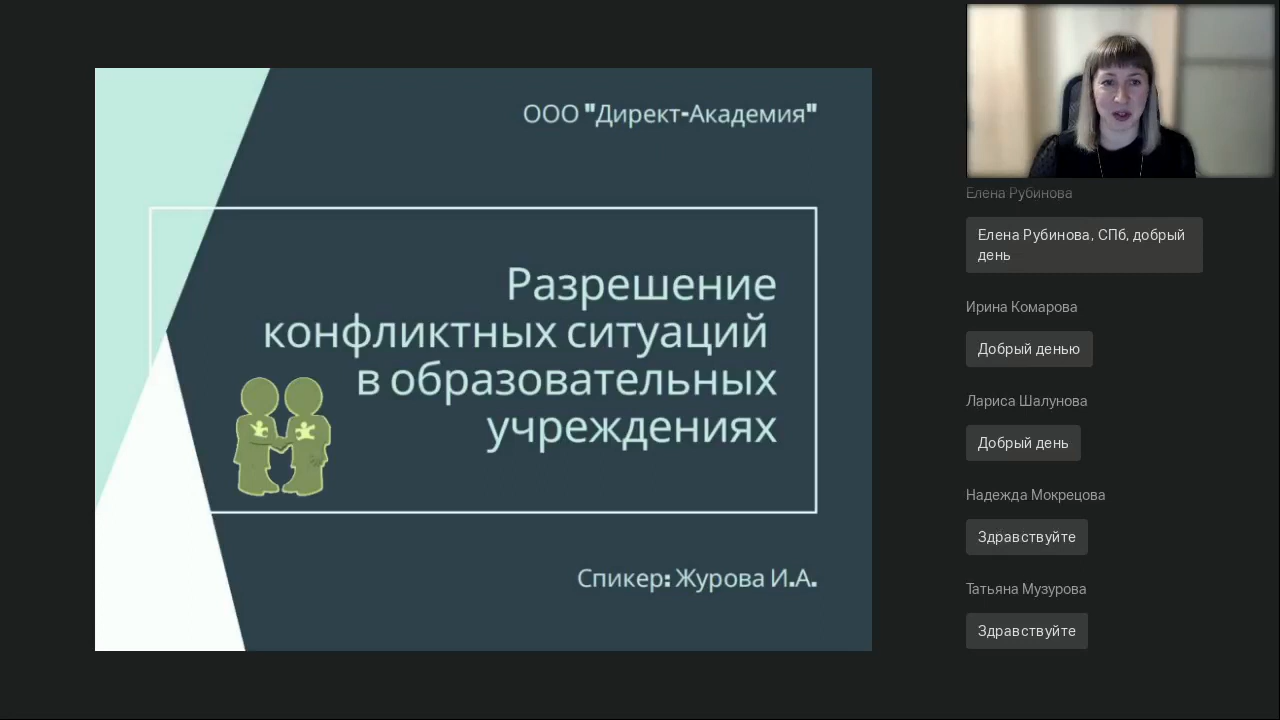 ООО "Директ-Академия"
Разрешение
конфликтных ситуаций
в образовательных
учреждениях
Спикер: Журова И.А.
Елена Рубинова
Елена Рубинова, СПб, добрый
день
Ирина Комарова
Добрый денью
Лариса Шалунова
Добрый день
Надежда Мокрецова
Здравствуйте
Татьяна Музурова
Здравствуйте